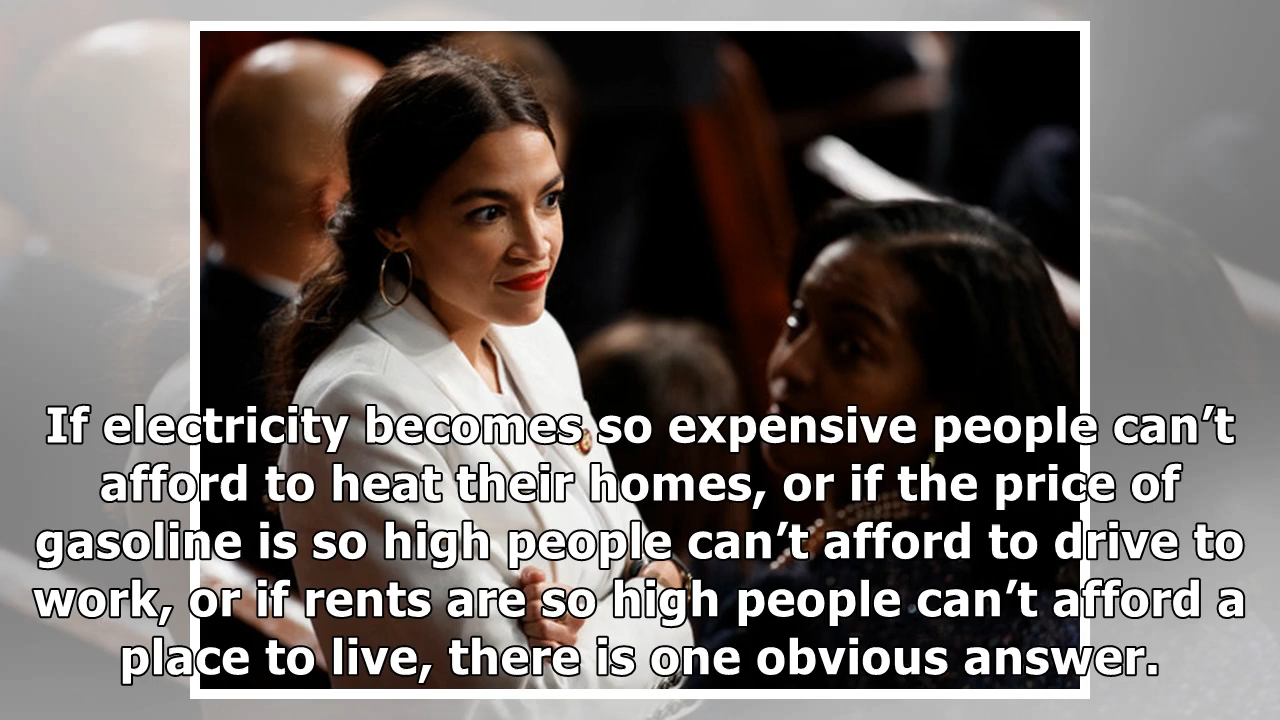 If electricity becomes so expensive people can’t
afford to heat their homes, or if the price of
gasoline is so high people can’t afford to drive to
work, or if rents are so high people can’t afford a
place to live, there is one obvious answer.